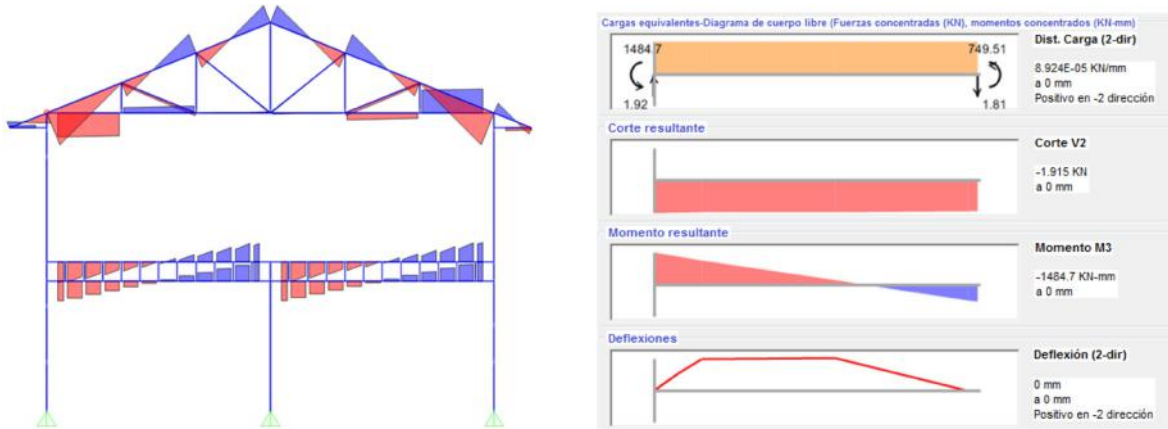 Cargas equivalentes-Diagrama de cuerpo libre (Fuerzas concentradas (KN), momentos concentrados (KN-mm)
1484.7
749.51
1.92
1.81
Dist. Carga (2-dir)
8.924E-05 KN/mm
a 0 mm
Positivo en -2 dirección
Corte resultante
Corte V2
-1.915 KN
a 0 mm
Momento resultante
Momento M3
-1484.7 KN-mm
a 0 mm
Deflexiones
Deflexión (2-dir)
0 mm
a 0 mm
Positivo en -2 dirección